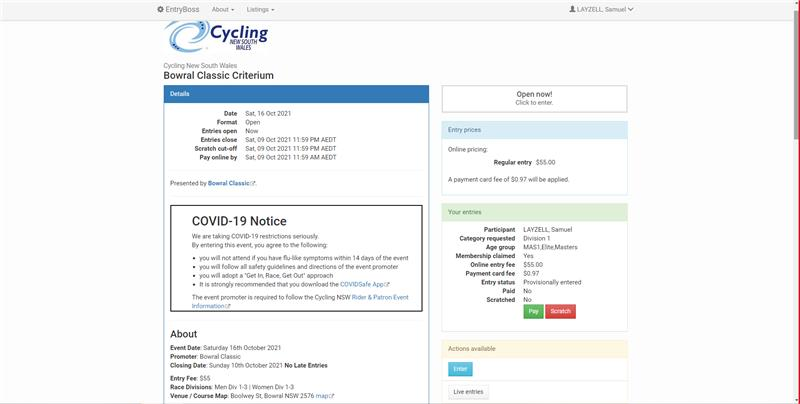 EntryBoss
About
Listings
LAYZELL, Samuel
Cycling
NEW SOUTH
WALES
Cycling New South Wales
Bowral Classic Criterium
Details
Date Sat, 16 Oct 2021
Format Open
Entries open Now
Entries close Sat, 09 Oct 2021 11:59 PM AEDT
Scratch cut-off Sat, 09 Oct 2021 11:59 PM AEDT
Pay online by Sat, 09 Oct 2021 11:59 AM AEDT
Presented by Bowral Classic.
COVID-19 Notice
We are taking COVID-19 restrictions seriously.
By entering this event, you agree to the following:
• you will not attend if you have flu-like symptoms within 14 days of the event
• you will follow all safety guidelines and directions of the event promoter
• you will adopt a "Get In, Race, Get Out" approach
• It is strongly recommended that you download the COVIDSafe App
The event promoter is required to follow the Cycling NSW Rider & Patron Event
Information
About
Event Date: Saturday 16th October 2021
Promoter: Bowral Classic
Closing Date: Sunday 10th October 2021 No Late Entries
Entry Fee: $55
Race Divisions: Men Div 1-3 | Women Div 1-3
Venue / Course Map: Boolwey St, Bowral NSW 2576 map
Open now!
Click to enter.
Entry prices
Online pricing:
Regular entry $55.00
A payment card fee of $0.97 will be applied.
Your entries
Participant LAYZELL, Samuel
Category requested Division 1
Age group MAS1,Elite,Masters
Membership claimed Yes
Online entry fee $55.00
Payment card fee $0.97
Entry status Provisionally entered
Paid No
Scratched No
Pay Scratch
Actions available
Enter
Live entries